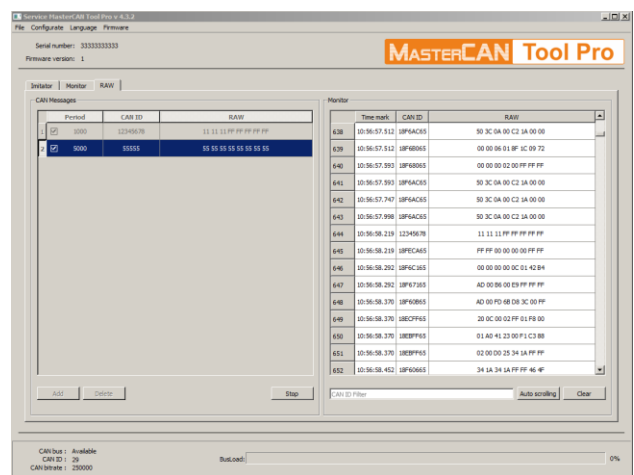 Service MasterCAN Tool Pro v 4.3.2
File Configurate Language Firmware
Serial number: 33333333333
Firmware version: 1
MASTERCAN Tool Pro
Imitator Monitor RAW
CAN Messages
Period CAN ID RAW
1 1000 12345678 11 11 11 FF FF FF FF FF
2 5000 55555 55 55 55 55 55 55 55 55
Add Delete Stop
Monitor
Time mark CAN ID RAW
638 10:56:57.512 18F6AC65 50 3C 0A 00 C2 1A 00 00
639 10:56:57.512 18F6B065 00 00 06 01 8F 1C 09 72
640 10:56:57.593 18F68065 00 00 00 02 00 FF FF FF
641 10:56:57.593 18F6AC65 50 3C 0A 00 C2 1A 00 00
642 10:56:57.747 18F6AC65 50 3C 0A 00 C2 1A 00 00
643 10:56:57.998 18F6AC65 50 3C 0A 00 C2 1A 00 00
644 10:56:58.219 12345678 11 11 11 FF FF FF FF FF
645 10:56:58.219 18FECA65 FF FF 00 00 00 00 FF FF
646 10:56:58.292 18F6C165 00 00 00 00 0C 01 42 B4
647 10:56:58.292 18F67165 AD 00 B6 00 E9 FF FF FF
648 10:56:58.370 18F60B65 AD 00 FD 6B D8 3C 00 FF
649 10:56:58.370 18ECFF65 20 0C 00 02 FF 01 F8 00
650 10:56:58.370 18EBFF65 01 A0 41 23 00 F1 C3 88
651 10:56:58.370 18EBFF65 02 00 D0 25 34 1A FF FF
652 10:56:58.452 18F60665 34 1A 34 1A FF FF 46 4F
CAN ID Filter Auto scrolling Clear
CAN bus : Available
CAN ID : 29
CAN bitrate : 250000
BusLoad: 0%